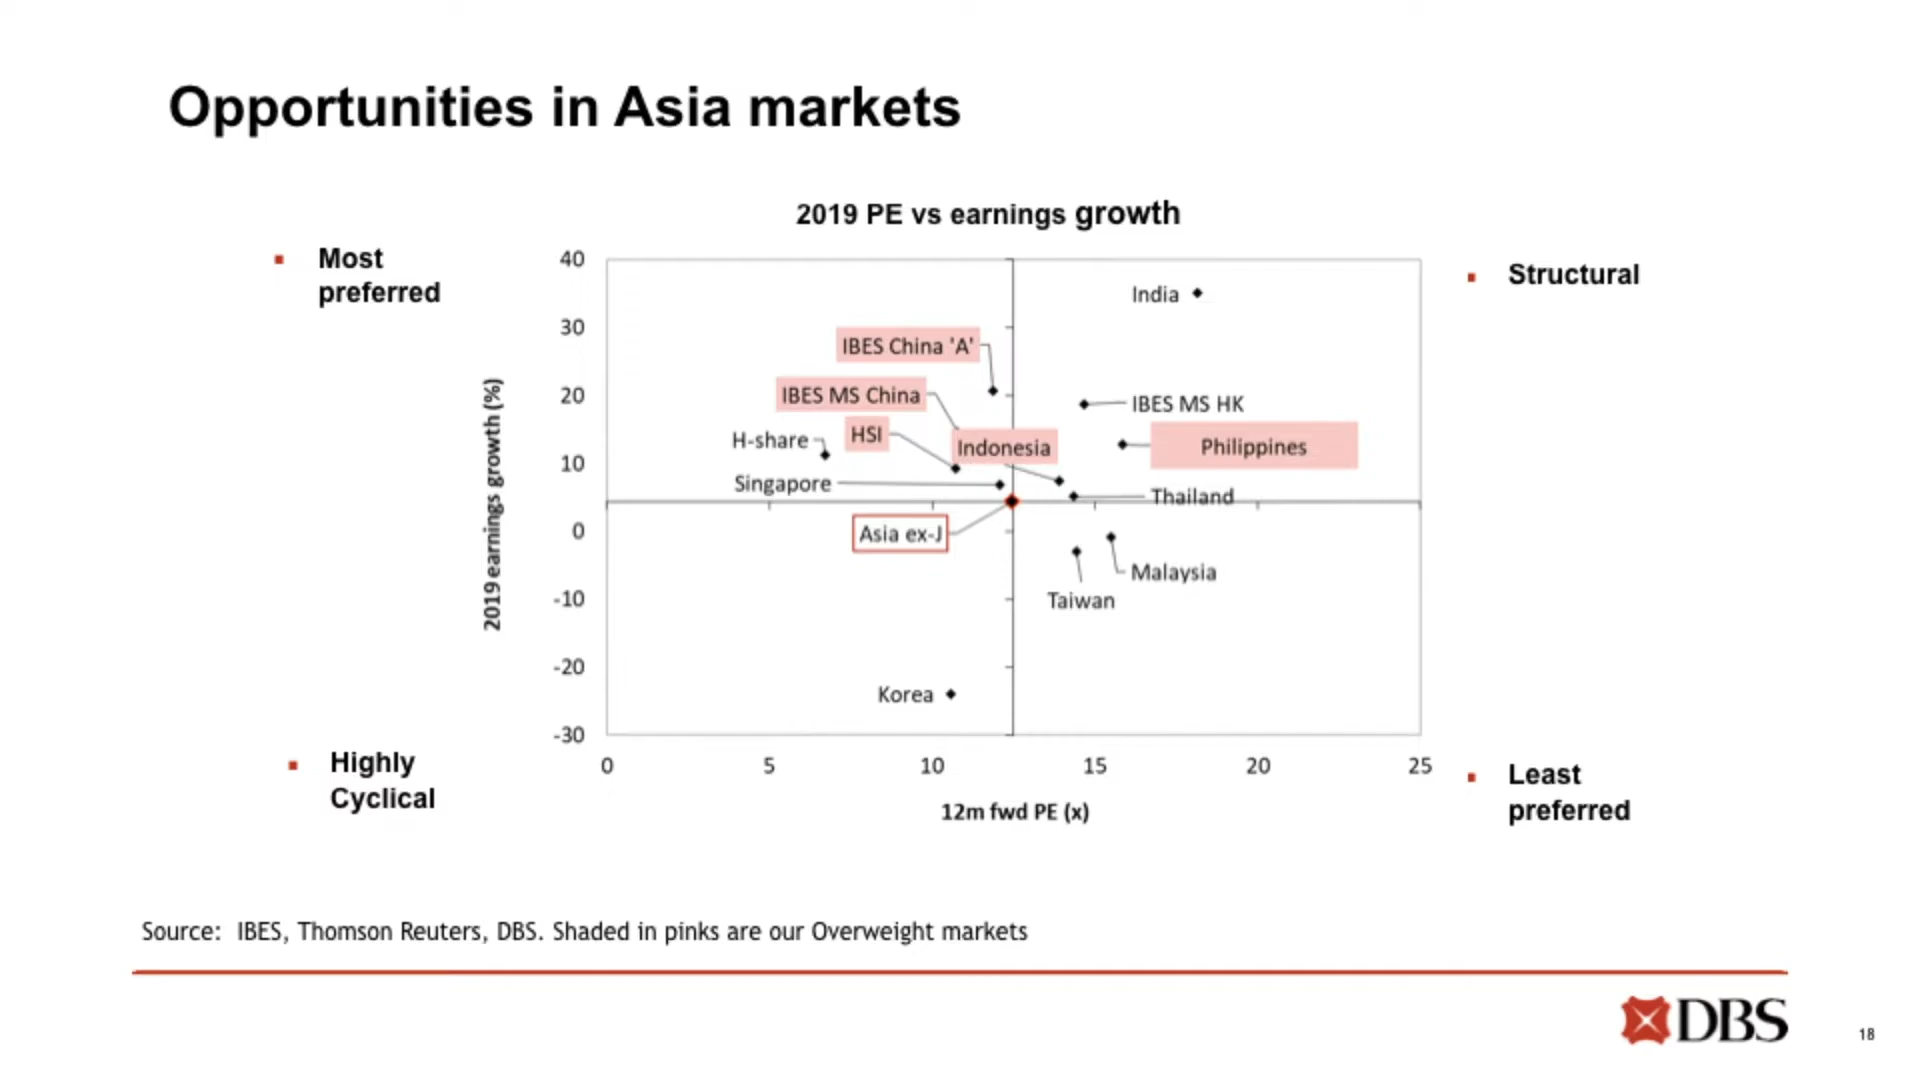 Opportunities in Asia markets
2019 PE vs earnings growth
Most
preferred
Structural
40
30
20
10
0
-10
-20
-30
2019 earnings growth (%)
India
IBES China 'A'
IBES MS China
IBES MS HK
HSI
H-share
Indonesia
Philippines
Singapore
Thailand
Asia ex-J
Malaysia
Taiwan
Korea
0
5
10
15
20
25
12m fwd PE (x)
Highly
Cyclical
Least
preferred
Source: IBES, Thomson Reuters, DBS. Shaded in pinks are our Overweight markets
DBS
18